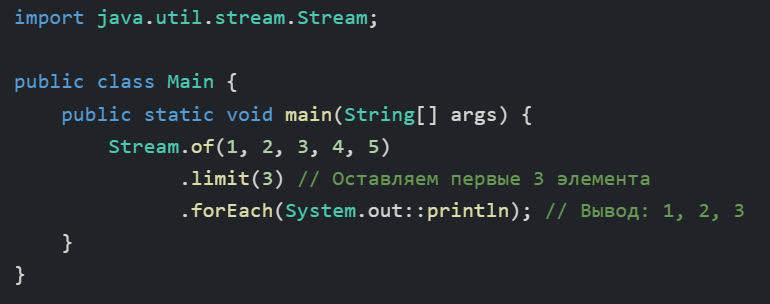 import java.util.stream.Stream;

public class Main {
    public static void main(String[] args) {
        Stream.of(1, 2, 3, 4, 5)
              .limit(3) // Оставляем первые 3 элемента
              .forEach(System.out::println); // Вывод: 1, 2, 3
    }
}